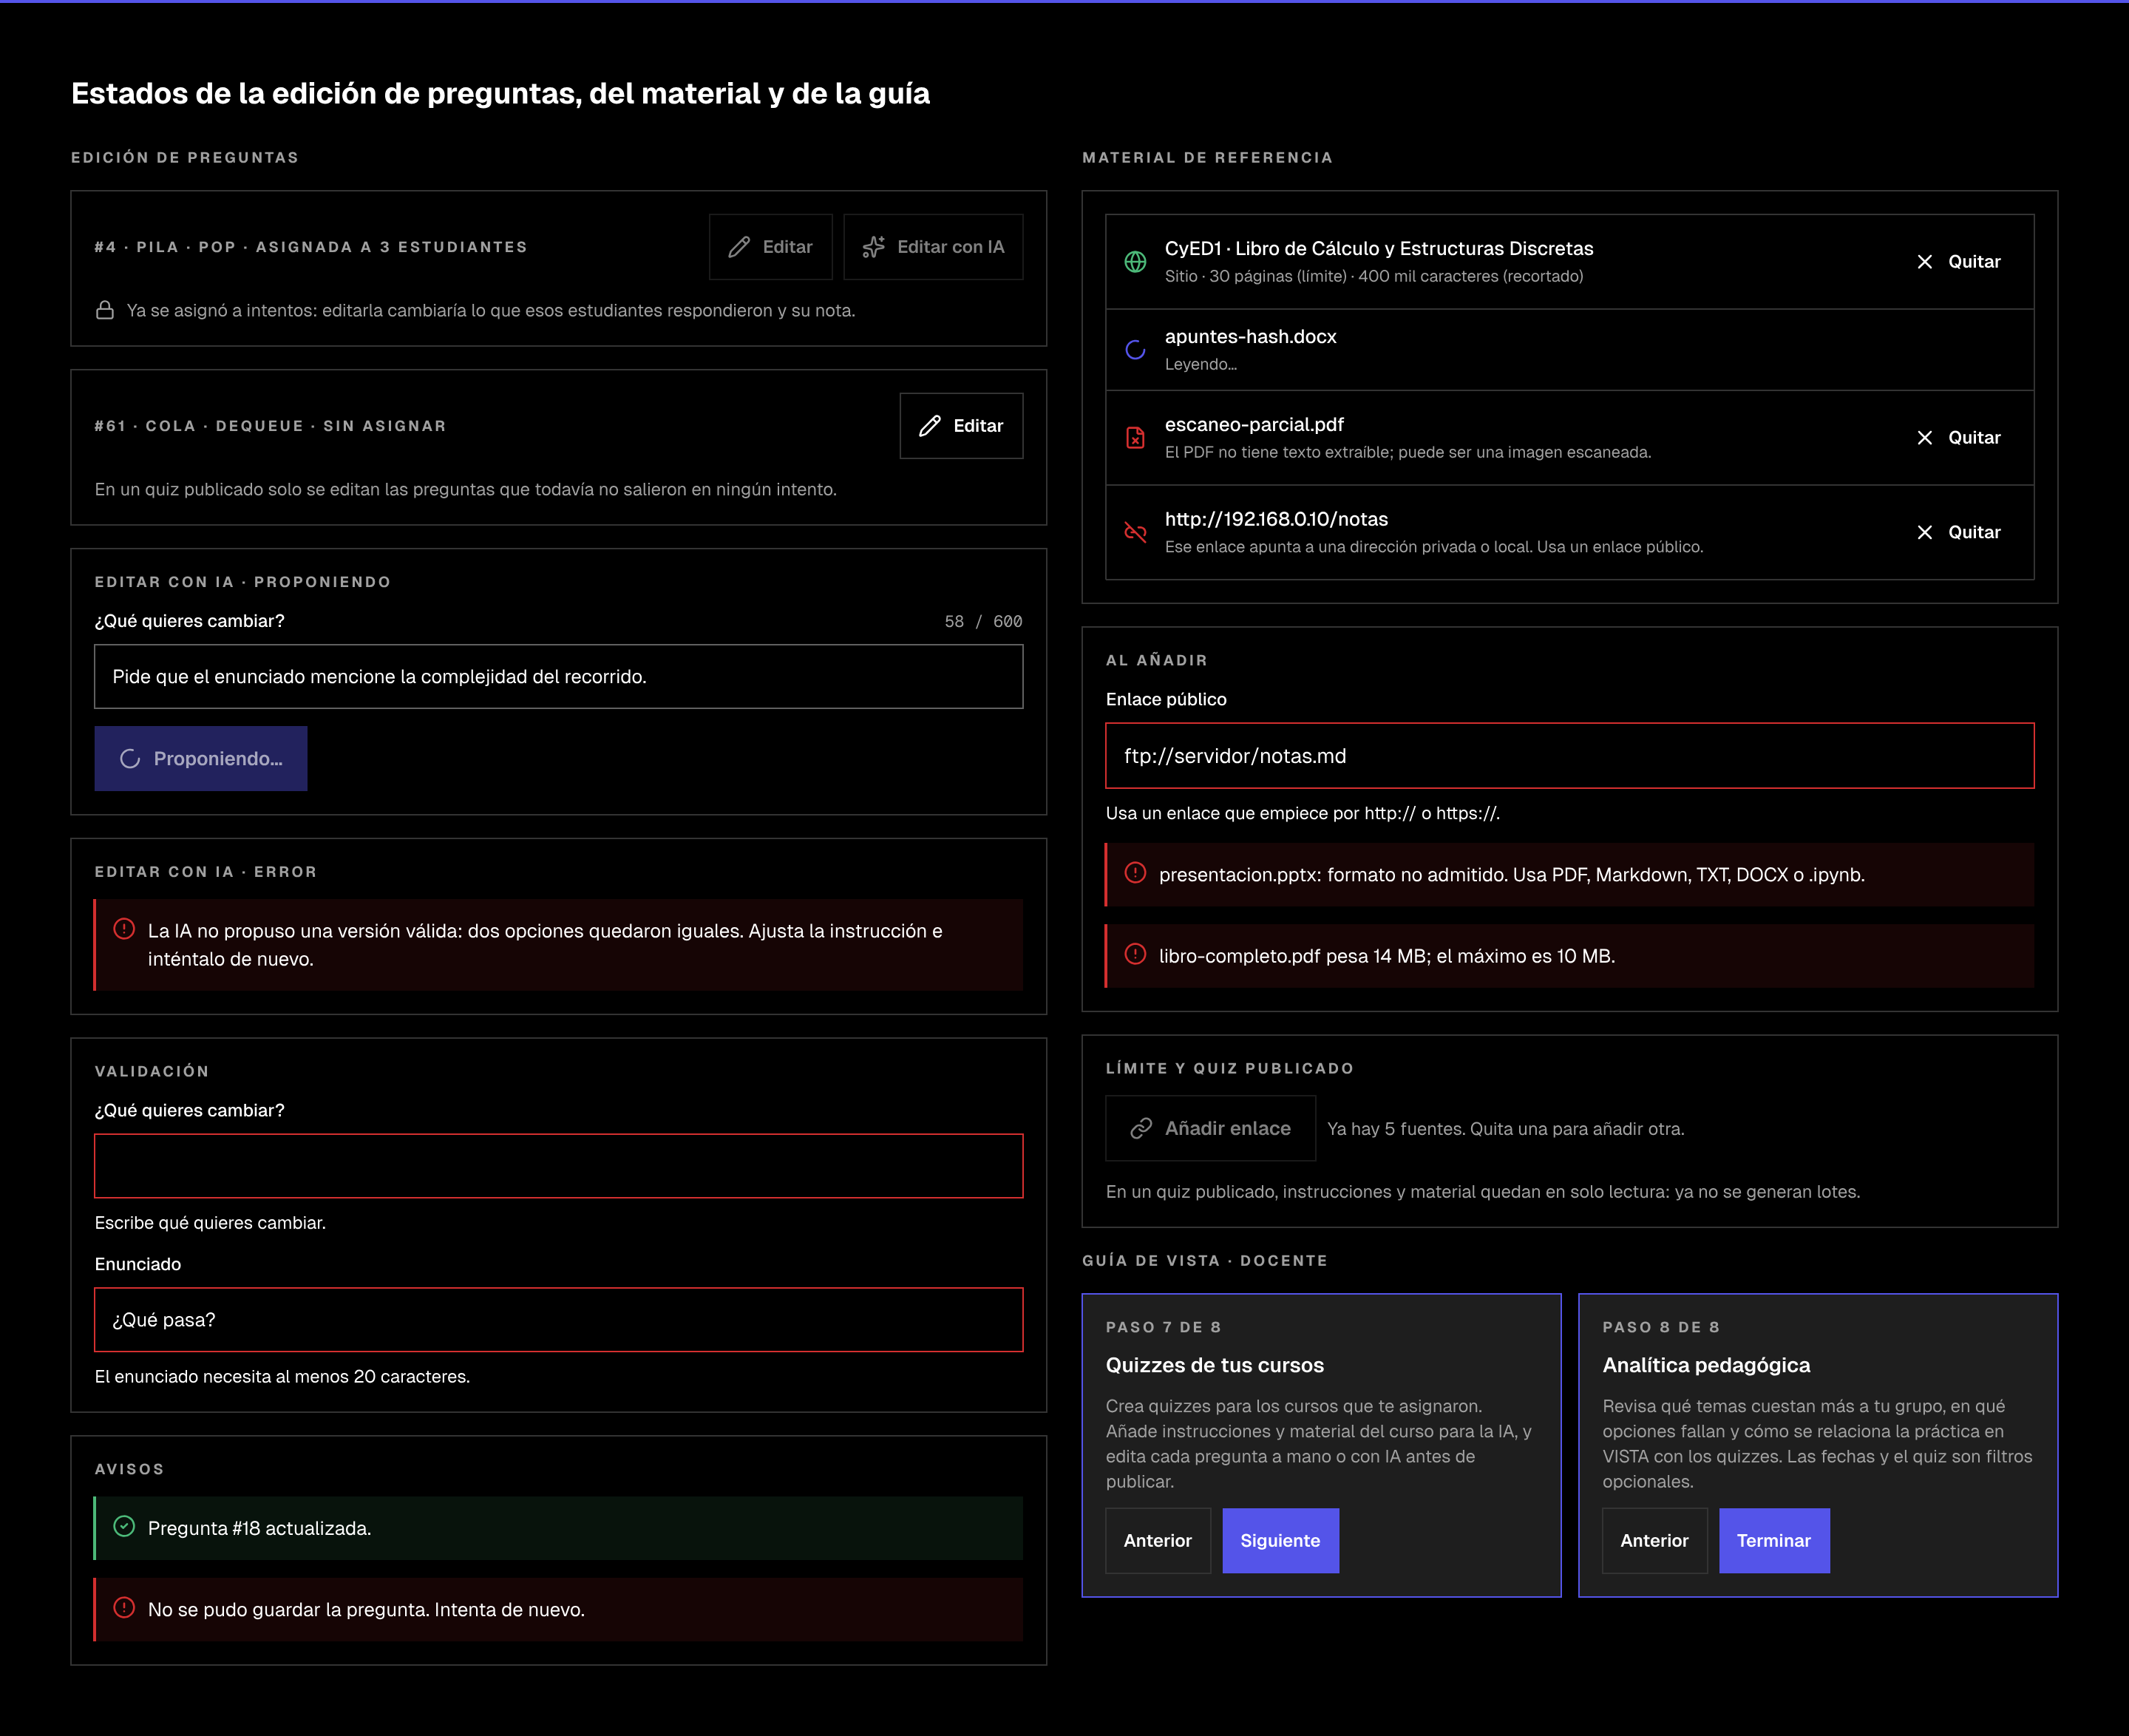 Estados de la edición de preguntas, del material y de la guía
EDICIÓN DE PREGUNTAS
#4 · PILA · POP · ASIGNADA A 3 ESTUDIANTES
Editar
Editar con IA
Ya se asignó a intentos: editarla cambiaría lo que esos estudiantes respondieron y su nota.
#61 · COLA · DEQUEUE · SIN ASIGNAR
Editar
En un quiz publicado solo se editan las preguntas que todavía no salieron en ningún intento.
EDITAR CON IA · PROPONIENDO
¿Qué quieres cambiar?
58 / 600
Pide que el enunciado mencione la complejidad del recorrido.
Proponiendo…
EDITAR CON IA · ERROR
La IA no propuso una versión válida: dos opciones quedaron iguales. Ajusta la instrucción e
inténtalo de nuevo.
VALIDACIÓN
¿Qué quieres cambiar?
Escribe qué quieres cambiar.
Enunciado
¿Qué pasa?
El enunciado necesita al menos 20 caracteres.
AVISOS
Pregunta #18 actualizada.
No se pudo guardar la pregunta. Intenta de nuevo.
MATERIAL DE REFERENCIA
CyED1 · Libro de Cálculo y Estructuras Discretas
Sitio · 30 páginas (límite) · 400 mil caracteres (recortado)
Quitar
apuntes-hash.docx
Leyendo…
escaneo-parcial.pdf
El PDF no tiene texto extraíble; puede ser una imagen escaneada.
Quitar
http://192.168.0.10/notas
Ese enlace apunta a una dirección privada o local. Usa un enlace público.
Quitar
AL AÑADIR
Enlace público
ftp://servidor/notas.md
Usa un enlace que empiece por http:// o https://.
presentacion.pptx: formato no admitido. Usa PDF, Markdown, TXT, DOCX o .ipynb.
libro-completo.pdf pesa 14 MB; el máximo es 10 MB.
LÍMITE Y QUIZ PUBLICADO
Añadir enlace
Ya hay 5 fuentes. Quita una para añadir otra.
En un quiz publicado, instrucciones y material quedan en solo lectura: ya no se generan lotes.
GUÍA DE VISTA · DOCENTE
PASO 7 DE 8
Quizzes de tus cursos
Crea quizzes para los cursos que te asignaron.
Añade instrucciones y material del curso para la IA, y
edita cada pregunta a mano o con IA antes de
publicar.
Anterior
Siguiente
PASO 8 DE 8
Analítica pedagógica
Revisa qué temas cuestan más a tu grupo, en qué
opciones fallan y cómo se relaciona la práctica en
VISTA con los quizzes. Las fechas y el quiz son filtros
opcionales.
Anterior
Terminar